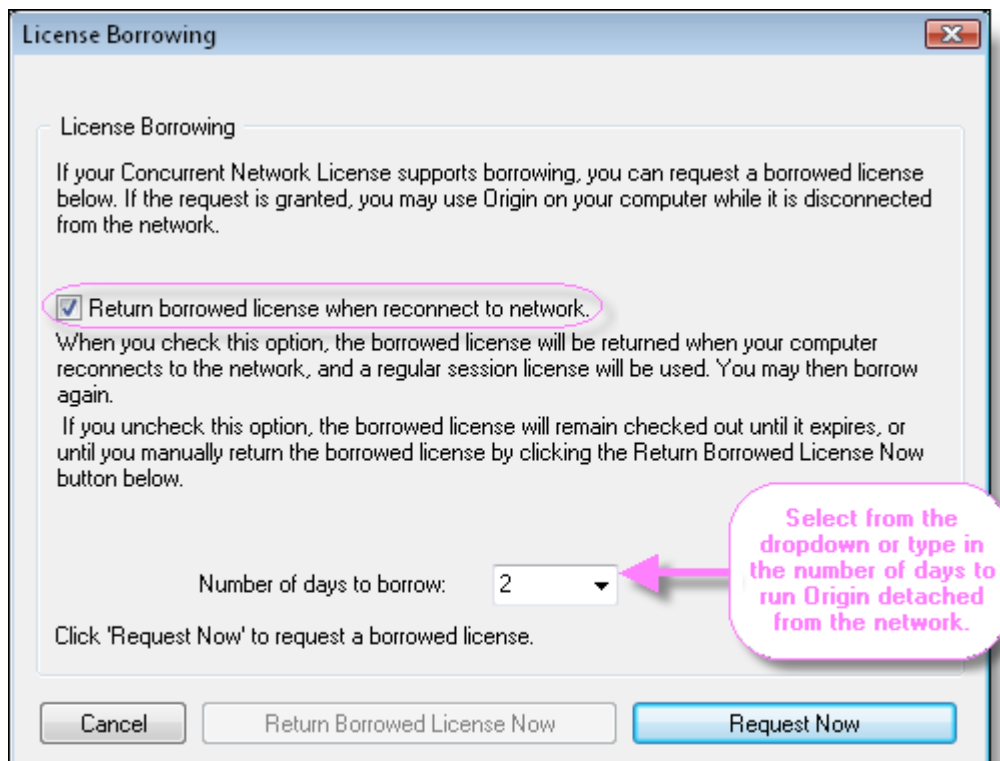 License Borrowing
License Borrowing
If your Concurrent Network License supports borrowing, you can request a borrowed license
below. If the request is granted, you may use Origin on your computer while it is disconnected
from the network.
Return borrowed license when reconnect to network.
When you check this option, the borrowed license will be returned when your computer
reconnects to the network, and a regular session license will be used. You may then borrow
again.
If you uncheck this option, the borrowed license will remain checked out until it expires, or
until you manually return the borrowed license by clicking the Return Borrowed License Now
button below.
Select from the
dropdown or type in
the number of days to
run Origin detached
from the network.
Number of days to borrow: 2
Click 'Request Now' to request a borrowed license.
Cancel Return Borrowed License Now Request Now